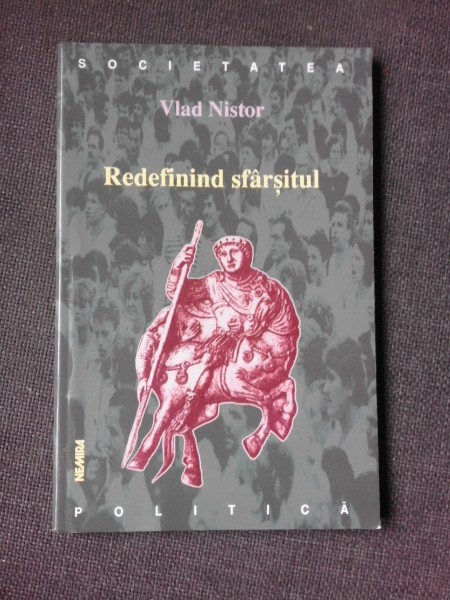 SOCIETATEA
Vlad Nistor
Redefinind sfârșitul
NEMIRA
POLITICĂ